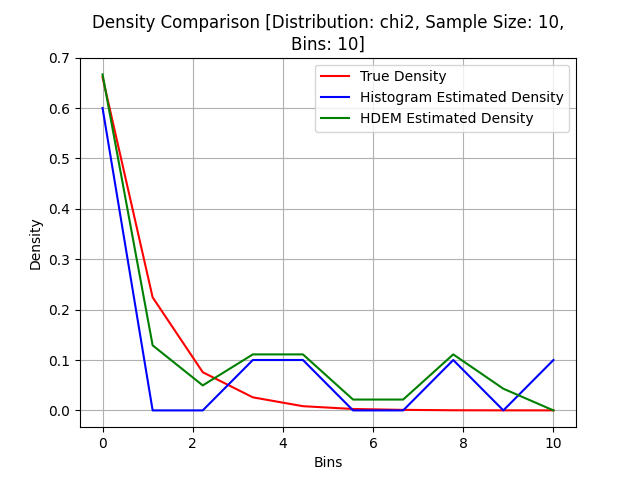 Density Comparison [Distribution: chi2, Sample Size: 10,
Bins: 10]
True Density
Histogram Estimated Density
HDEM Estimated Density
Density
0.7
0.6
0.5
0.4
0.3
0.2
0.1
0.0
0 2 4 6 8 10
Bins